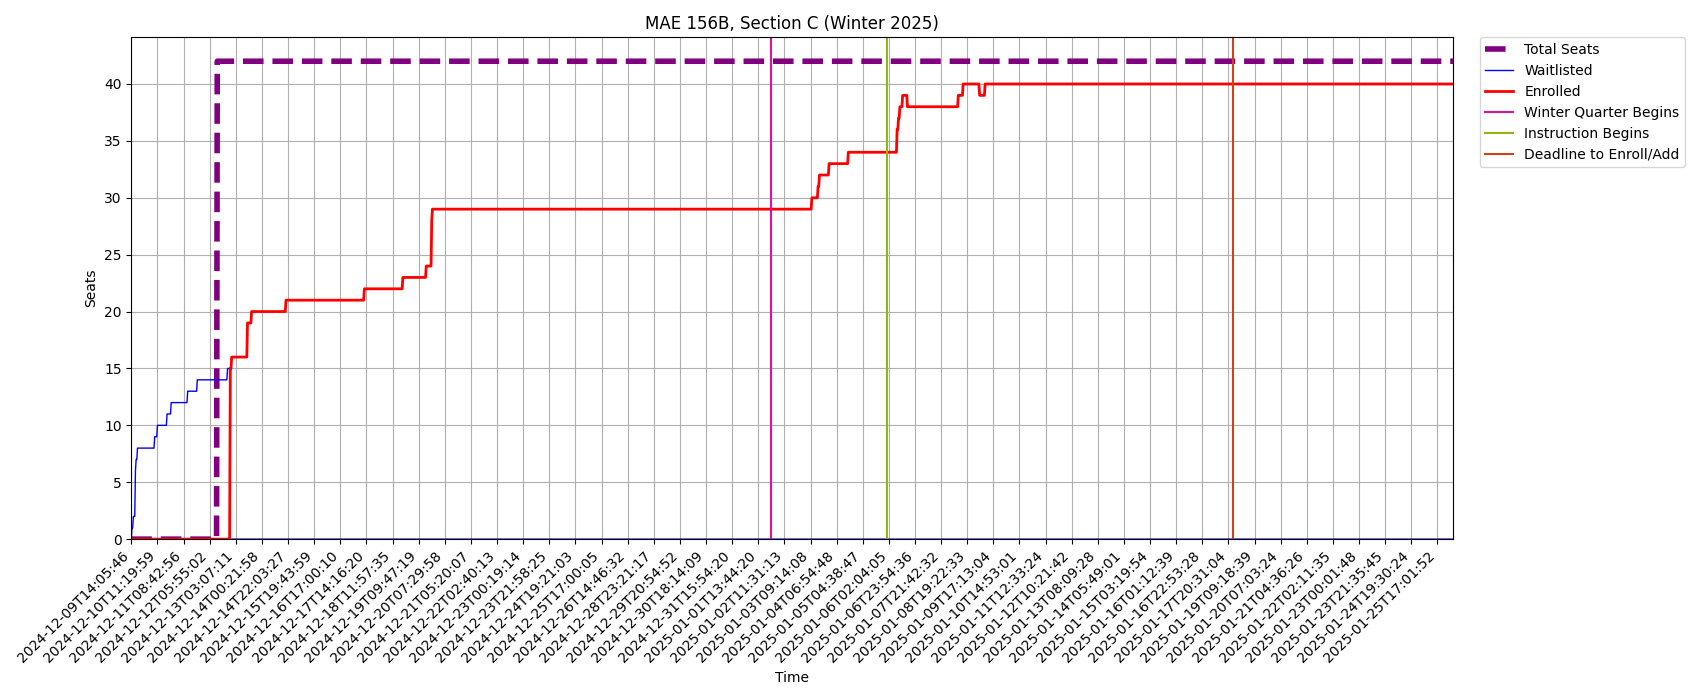 MAE 156B, Section C (Winter 2025)
Total Seats
Waitlisted
Enrolled
Winter Quarter Begins
Instruction Begins
Deadline to Enroll/Add
Seats
40
35
30
25
20
15
10
5
0
2024-12-09T14:05:46
2024-12-10T11:19:59
2024-12-11T08:42:56
2024-12-12T05:55:02
2024-12-13T03:07:11
2024-12-14T00:21:58
2024-12-14T22:03:27
2024-12-15T19:43:59
2024-12-16T17:00:10
2024-12-17T14:16:20
2024-12-18T11:57:35
2024-12-19T09:47:19
2024-12-20T07:29:58
2024-12-21T05:20:07
2024-12-22T02:40:13
2024-12-23T00:19:14
2024-12-23T21:58:25
2024-12-24T19:21:03
2024-12-25T17:00:05
2024-12-26T14:46:32
2024-12-28T23:21:17
2024-12-29T20:54:52
2024-12-30T18:14:09
2024-12-31T15:54:20
2025-01-01T13:44:20
2025-01-02T11:31:13
2025-01-03T09:14:08
2025-01-04T06:54:48
2025-01-05T04:38:47
2025-01-06T02:04:05
2025-01-06T23:54:36
2025-01-07T21:42:32
2025-01-08T19:22:33
2025-01-09T17:13:04
2025-01-10T14:53:01
2025-01-11T12:33:24
2025-01-12T10:21:42
2025-01-13T08:09:28
2025-01-14T05:49:01
2025-01-15T03:19:54
2025-01-16T01:12:39
2025-01-16T22:53:28
2025-01-17T20:31:04
2025-01-19T09:18:39
2025-01-20T07:03:24
2025-01-21T04:36:26
2025-01-22T02:11:35
2025-01-23T00:01:48
2025-01-23T21:35:45
2025-01-24T19:30:24
2025-01-25T17:01:52
Time